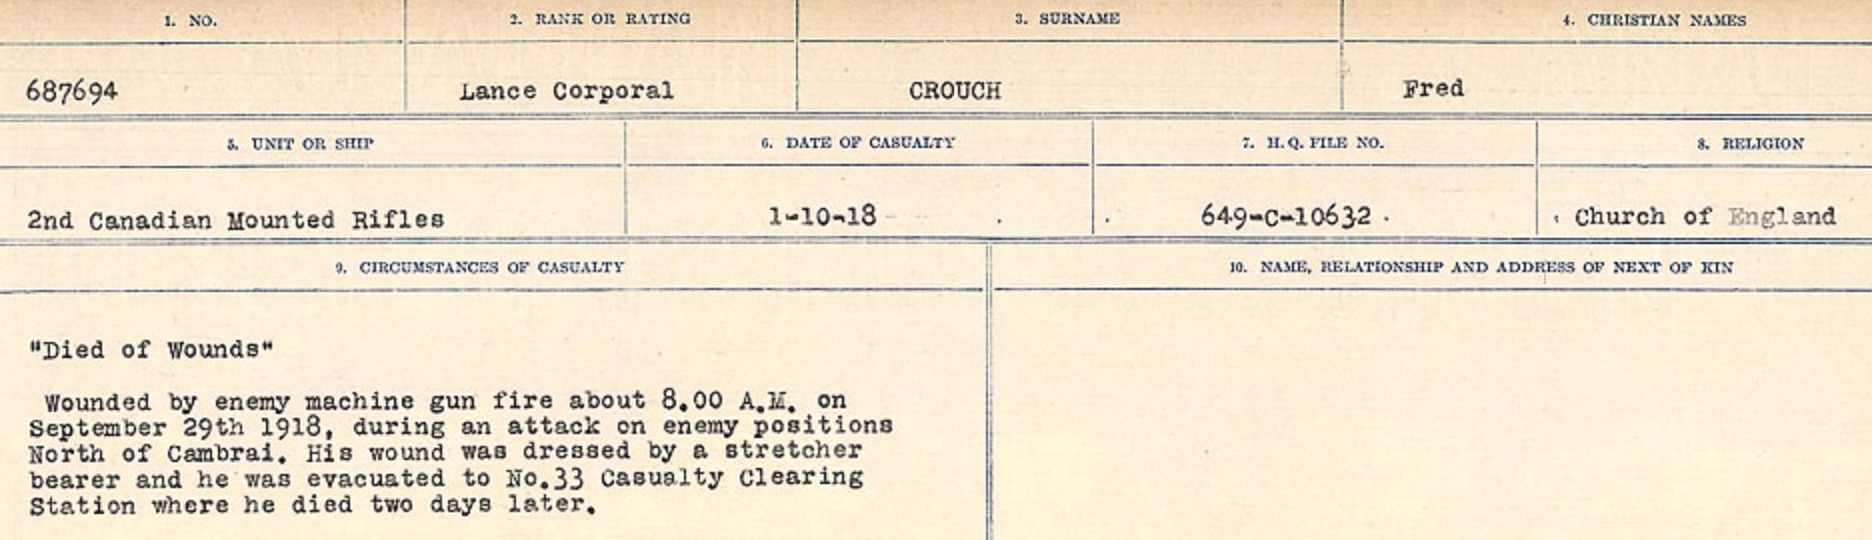 1. NO. 2. RANK OR RATING 3. SURNAME 4. CHRISTIAN NAMES
687694 Lance Corporal CROUCH Fred
5. UNIT OR SHIP 6. DATE OF CASUALTY 7. H. Q. FILE NO. 8. RELIGION
2nd Canadian Mounted Rifles 1-10-18 649-C-10632 Church of England
9. CIRCUMSTANCES OF CASUALTY 10. NAME, RELATIONSHIP AND ADDRESS OF NEXT OF KIN
"Died of Wounds"
Wounded by enemy machine gun fire about 8.00 A.M. on
September 29th 1918, during an attack on enemy positions
North of Cambrai. His wound was dressed by a stretcher
bearer and he was evacuated to No.33 Casualty Clearing
Station where he died two days later.